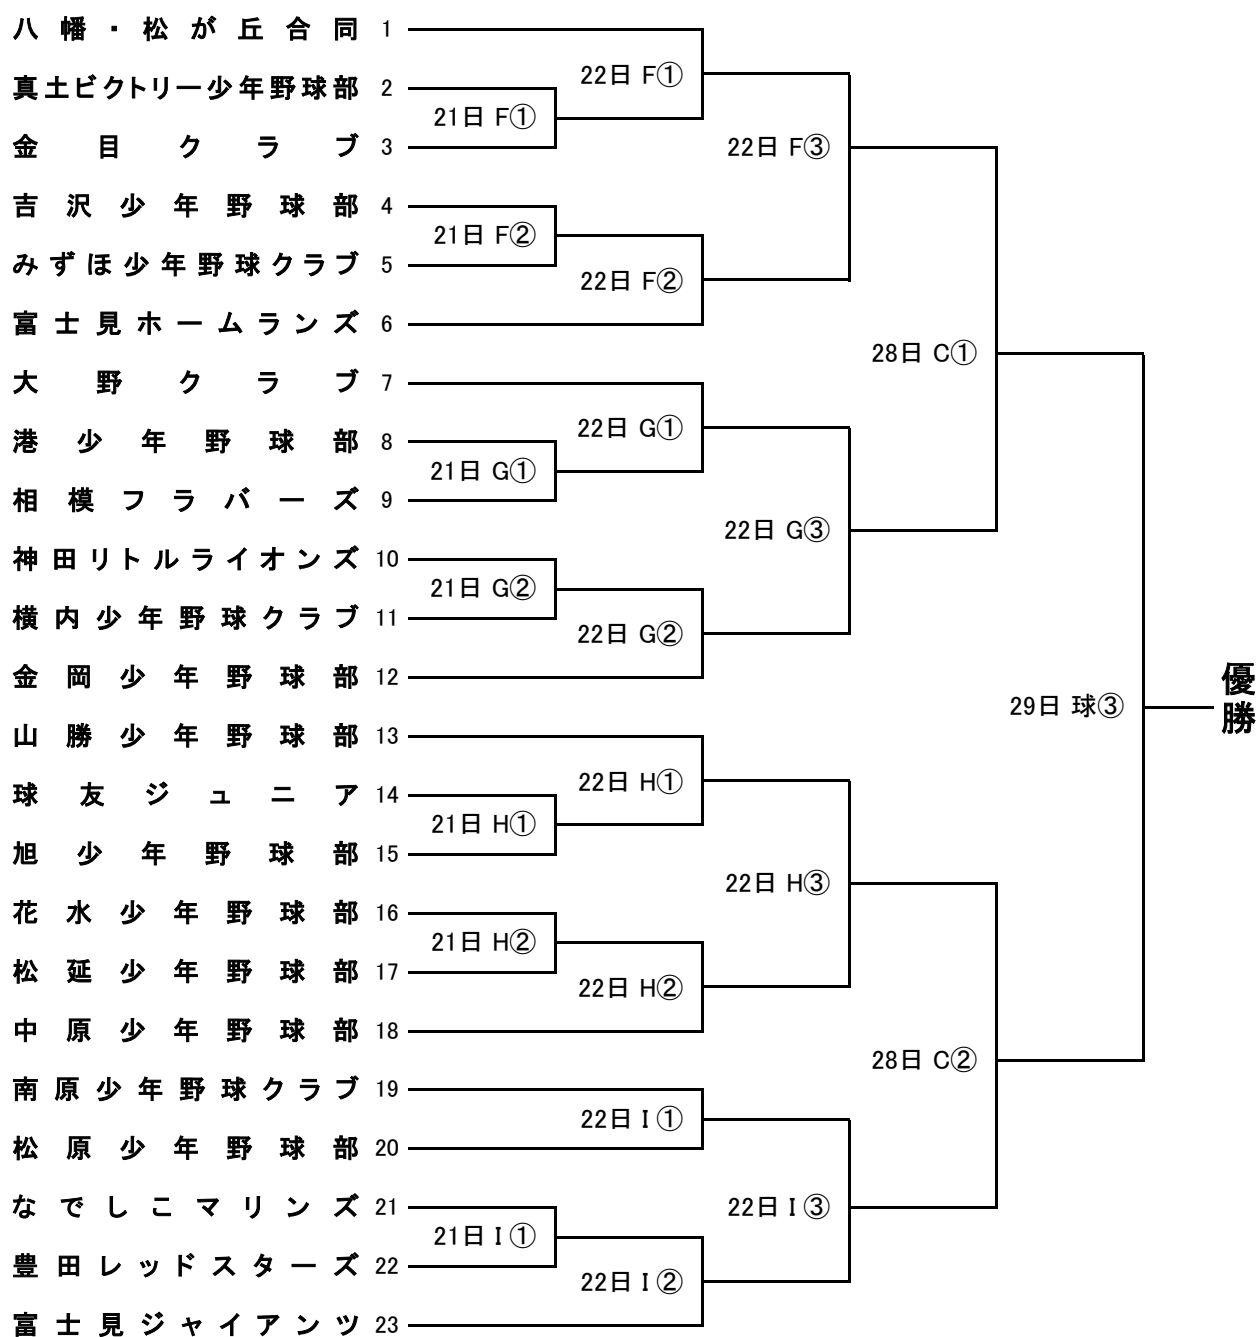 八幡・松が丘合同 1
22日 F①
真土ビクトリー少年野球部 2
21日 F①
金目クラブ 3
22日 F③
吉沢少年野球部 4
21日 F②
みずほ少年野球クラブ 5
22日 F②
富士見ホームランズ 6
28日 C①
大野クラブ 7
22日 G①
港少年野球部 8
21日 G①
相模フラバーズ 9
22日 G③
神田リトルライオンズ 10
21日 G②
横内少年野球クラブ 11
22日 G②
金岡少年野球部 12
29日 球③
優勝
山勝少年野球部 13
22日 H①
球友ジュニア 14
21日 H①
旭少年野球部 15
22日 H③
花水少年野球部 16
21日 H②
松延少年野球部 17
22日 H②
中原少年野球部 18
28日 C②
南原少年野球クラブ 19
22日 I①
松原少年野球部 20
なでしこマリンズ 21
22日 I③
21日 I①
豊田レッドスターズ 22
22日 I②
富士見ジャイアンツ 23